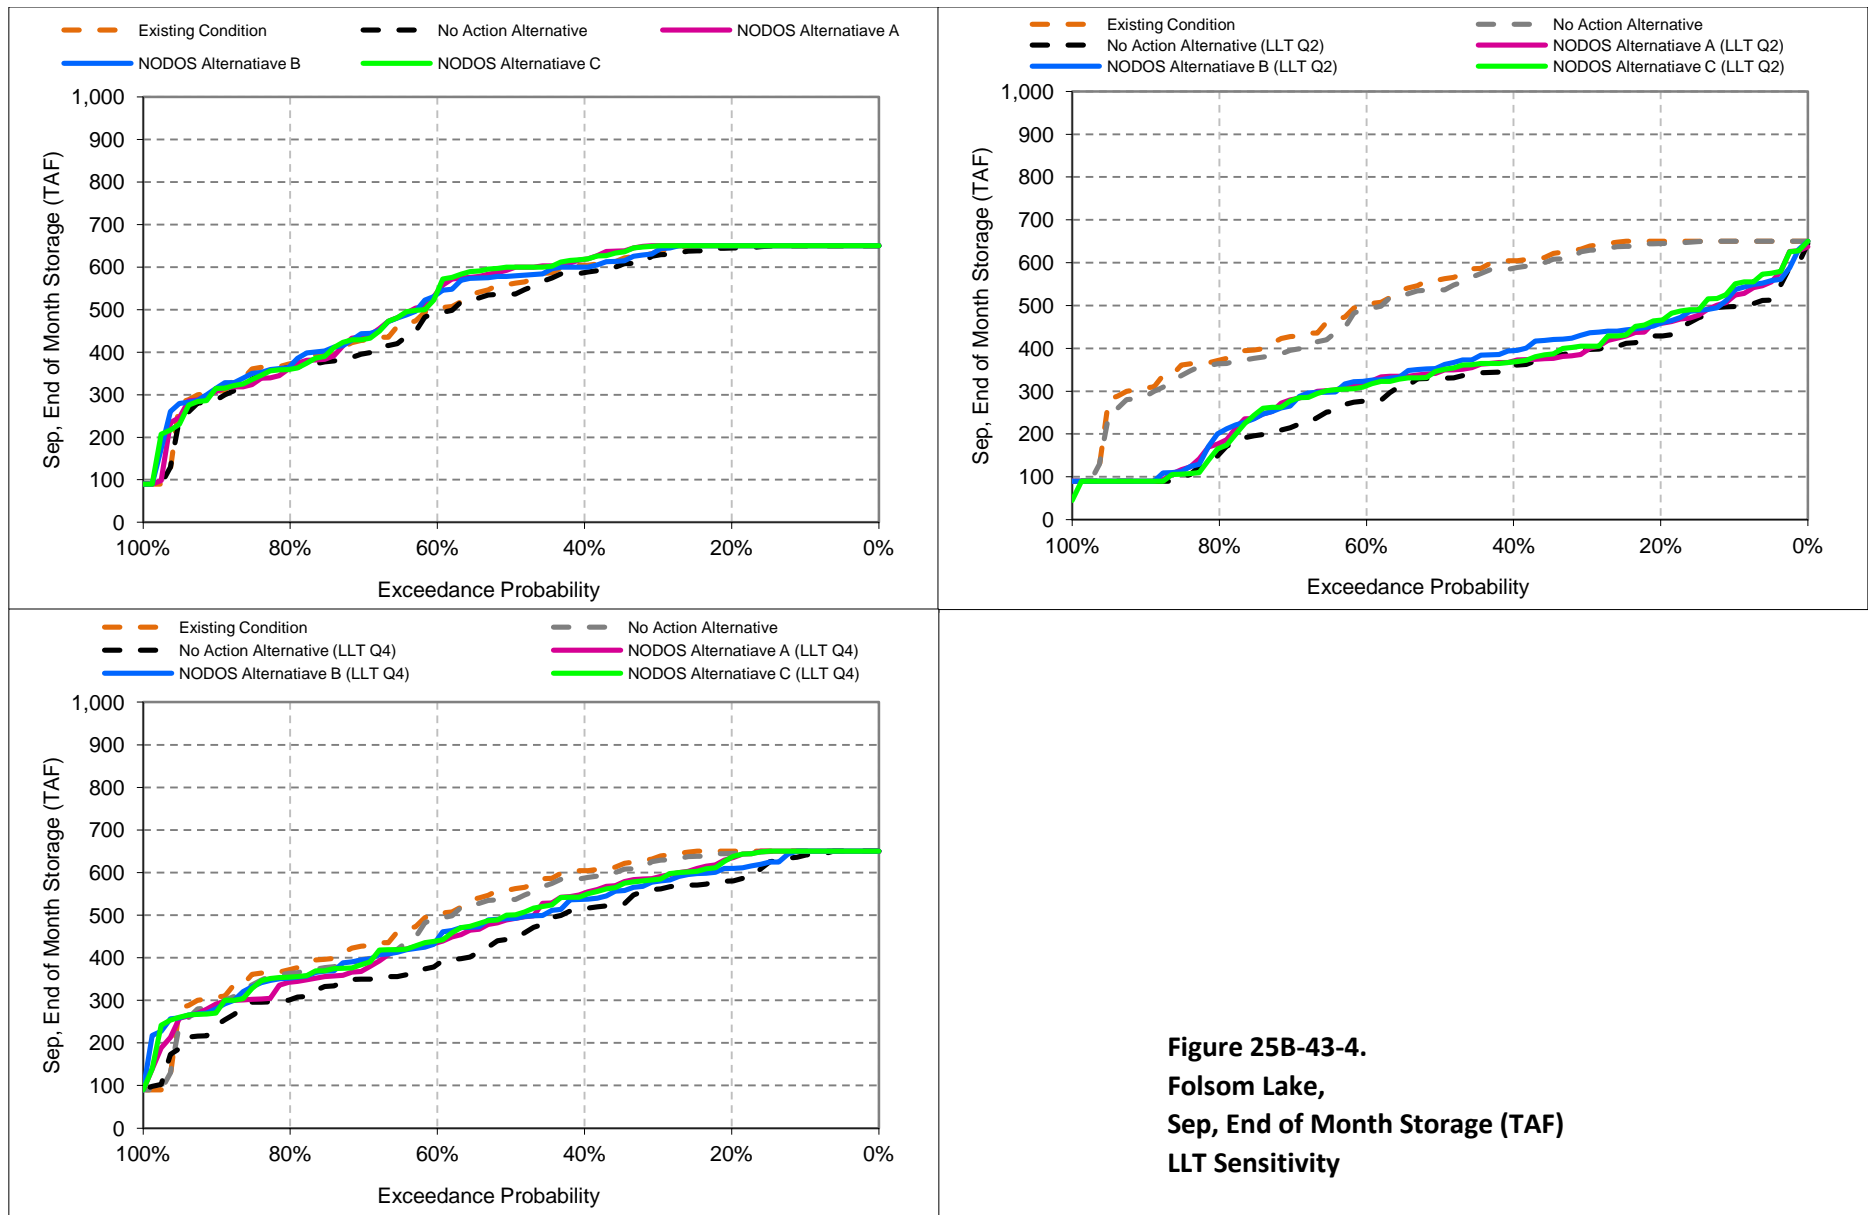 Existing Condition
No Action Alternative
NODOS Alternatiave A
NODOS Alternatiave B
NODOS Alternatiave C
1,000
900
800
700
600
500
400
300
200
100
0
Sep, End of Month Storage (TAF)
100% 80% 60% 40% 20% 0%
Exceedance Probability
Existing Condition
No Action Alternative
No Action Alternative (LLT Q2)
NODOS Alternatiave A (LLT Q2)
NODOS Alternatiave B (LLT Q2)
NODOS Alternatiave C (LLT Q2)
1,000
900
800
700
600
500
400
300
200
100
0
Sep, End of Month Storage (TAF)
100% 80% 60% 40% 20% 0%
Exceedance Probability
Existing Condition
No Action Alternative
No Action Alternative (LLT Q4)
NODOS Alternatiave A (LLT Q4)
NODOS Alternatiave B (LLT Q4)
NODOS Alternatiave C (LLT Q4)
1,000
900
800
700
600
500
400
300
200
100
0
Sep, End of Month Storage (TAF)
100% 80% 60% 40% 20% 0%
Exceedance Probability
Figure 25B-43-4.
Folsom Lake,
Sep, End of Month Storage (TAF)
LLT Sensitivity